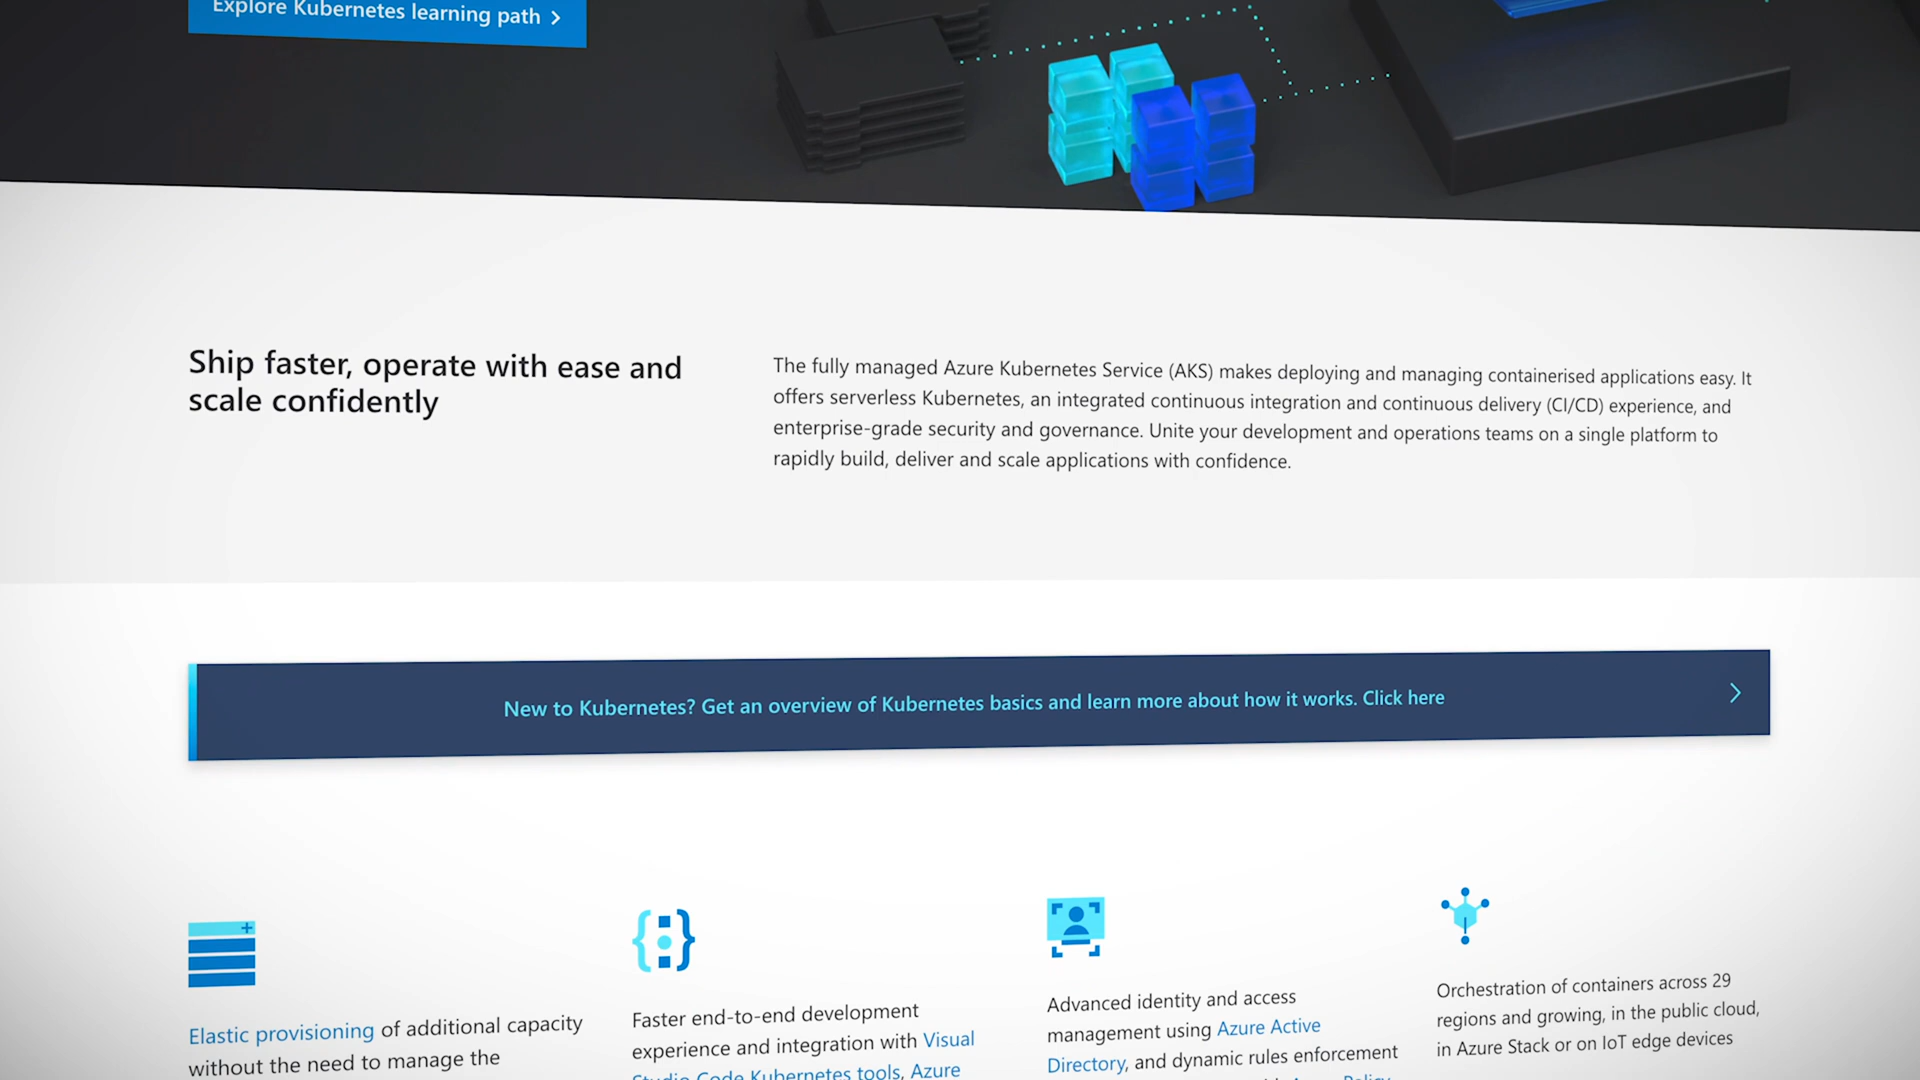 Explore Kubernetes learning path
Ship faster, operate with ease and
scale confidently
The fully managed Azure Kubernetes Service (AKS) makes deploying and managing containerised applications easy. It
offers serverless Kubernetes, an integrated continuous integration and continuous delivery (CI/CD) experience, and
enterprise-grade security and governance. Unite your development and operations teams on a single platform to
rapidly build, deliver and scale applications with confidence.
New to Kubernetes? Get an overview of Kubernetes basics and learn more about how it works. Click here
Elastic provisioning of additional capacity
without the need to manage the
Faster end-to-end development
experience and integration with Visual
Studio Code Kubernetes tools, Azure
Advanced identity and access
management using Azure Active
Directory, and dynamic rules enforcement
Azure Policy
Orchestration of containers across 29
regions and growing, in the public cloud,
in Azure Stack or on IoT edge devices